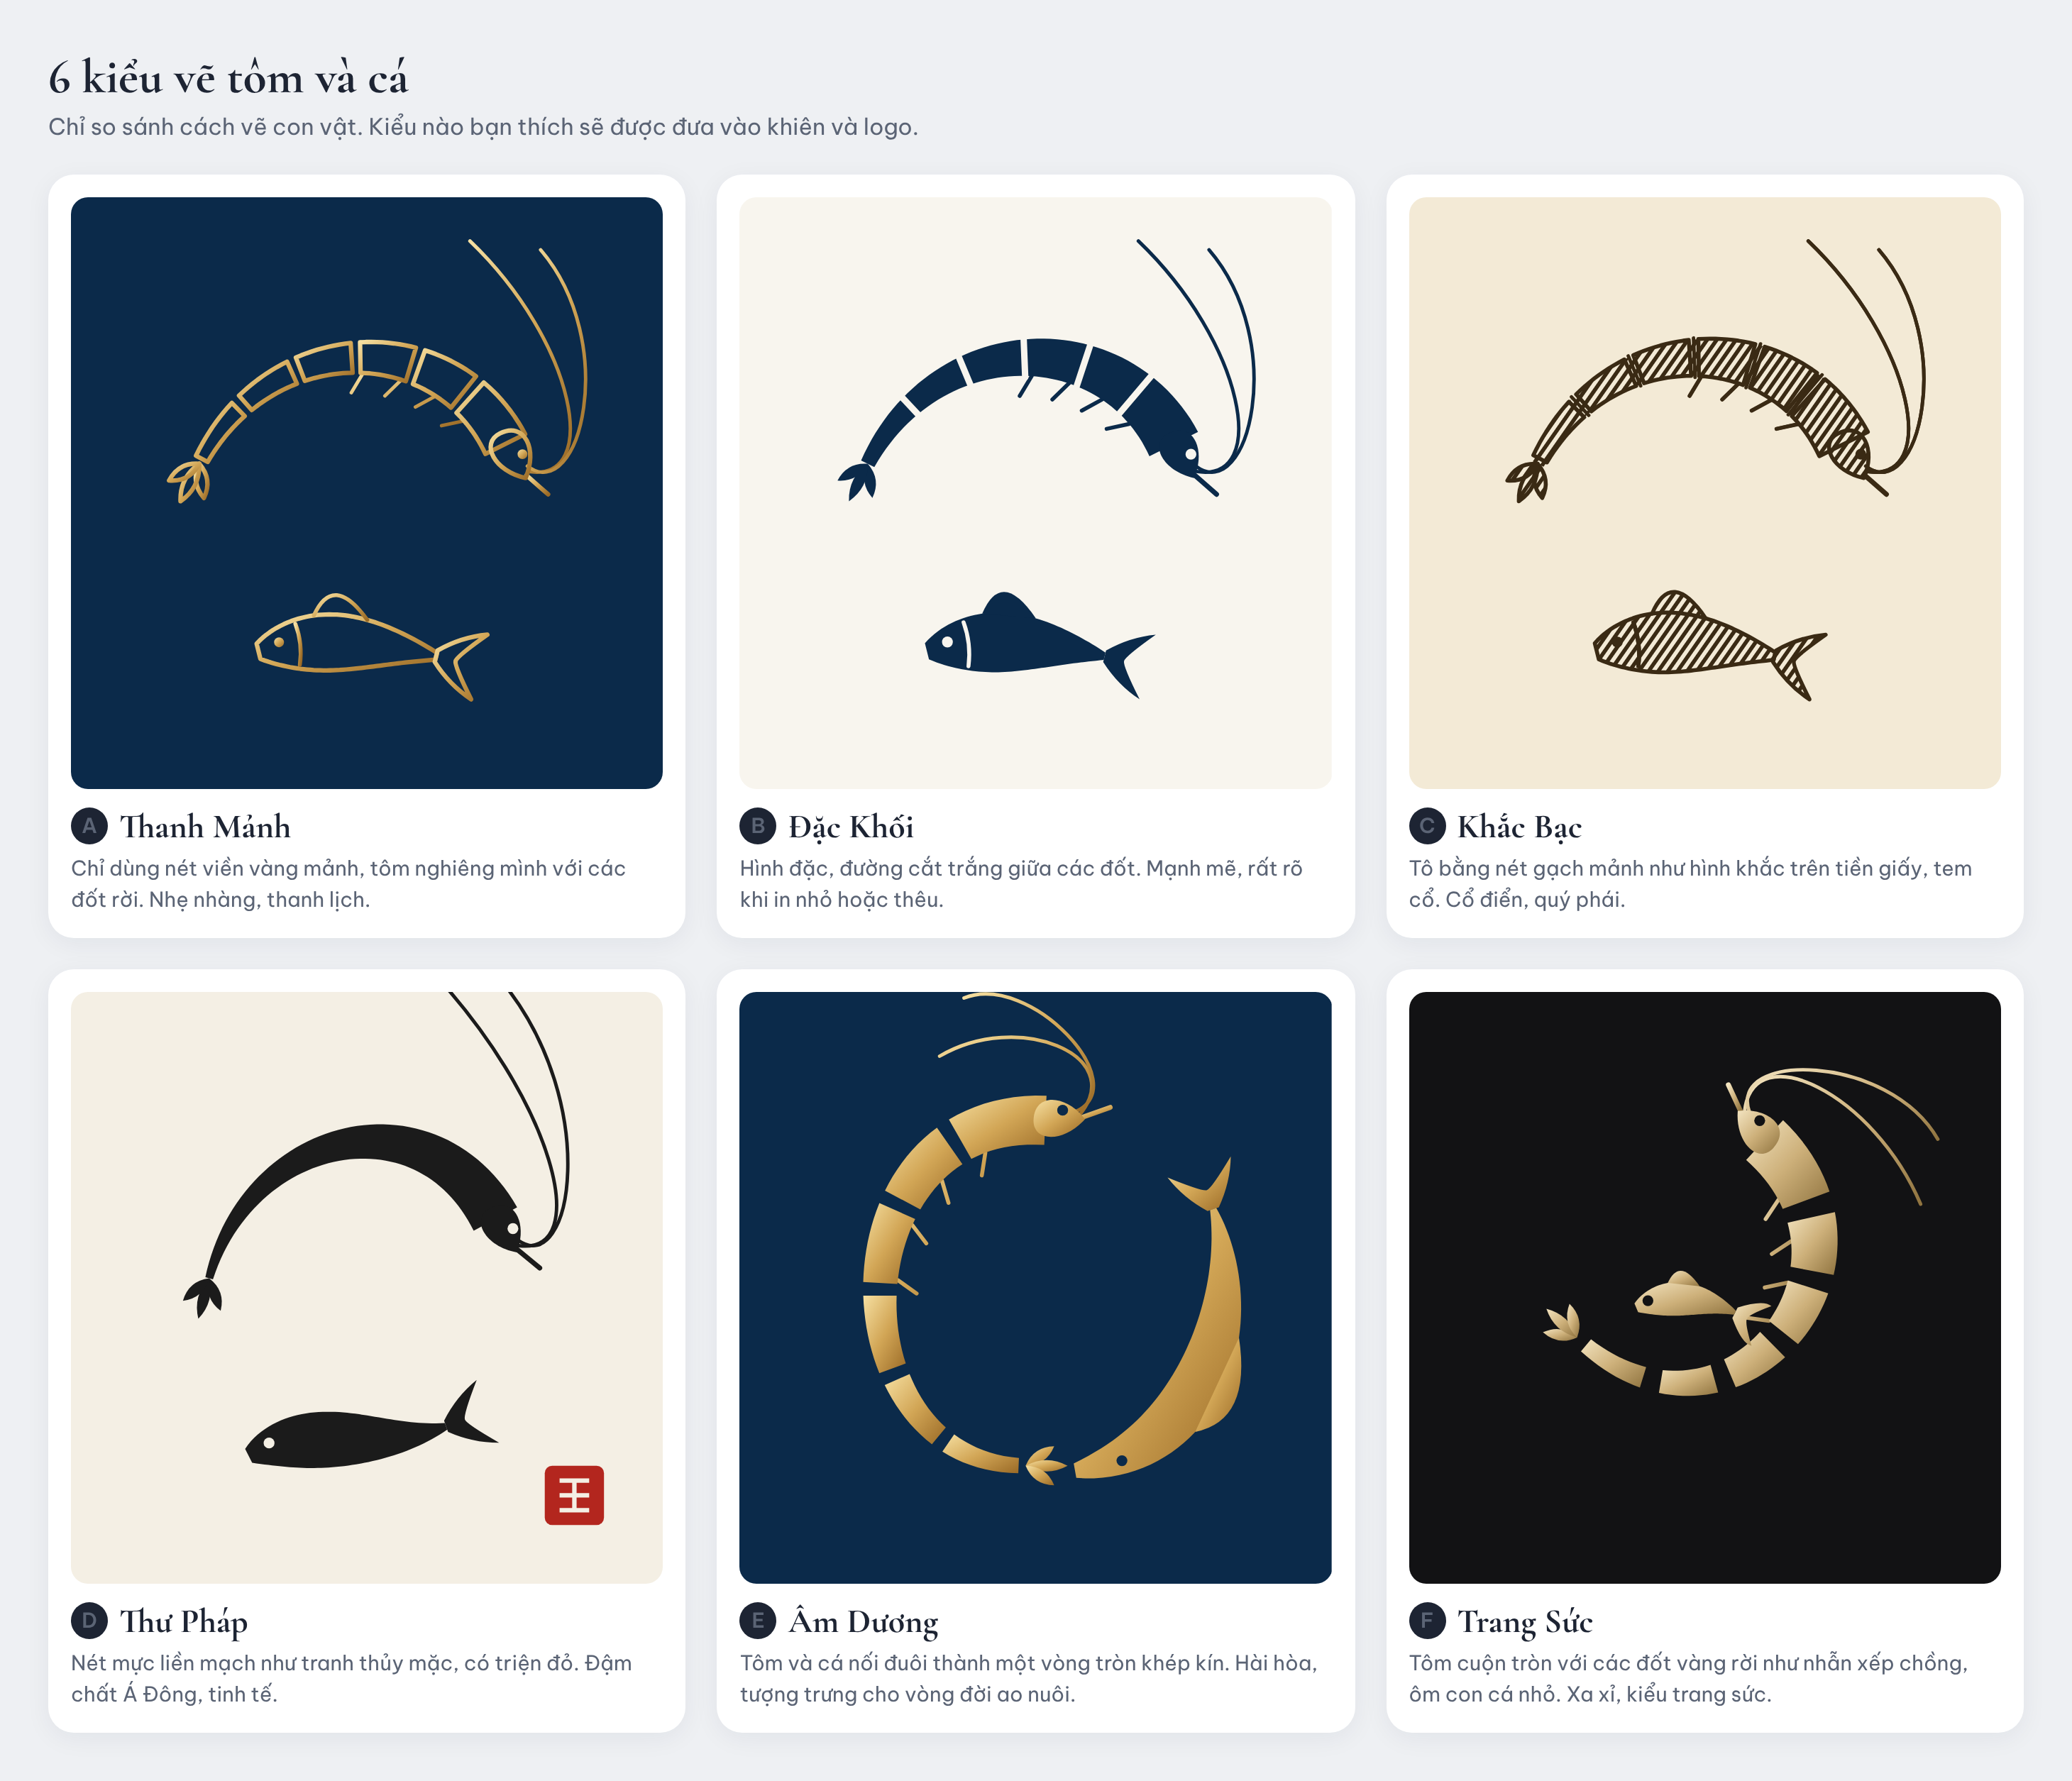 6 kiểu vẽ tôm và cá
Chỉ so sánh cách vẽ con vật. Kiểu nào bạn thích sẽ được đưa vào khiên và logo.
A Thanh Mảnh
Chỉ dùng nét viền vàng mảnh, tôm nghiêng mình với các
đốt rời. Nhẹ nhàng, thanh lịch.
B Đặc Khối
Hình đặc, đường cắt trắng giữa các đốt. Mạnh mẽ, rất rõ
khi in nhỏ hoặc thêu.
C Khắc Bạc
Tô bằng nét gạch mảnh như hình khắc trên tiền giấy, tem
cổ. Cổ điển, quý phái.
王
D Thư Pháp
Nét mực liền mạch như tranh thủy mặc, có triện đỏ. Đậm
chất Á Đông, tinh tế.
E Âm Dương
Tôm và cá nối đuôi thành một vòng tròn khép kín. Hài hòa,
tượng trưng cho vòng đời ao nuôi.
F Trang Sức
Tôm cuộn tròn với các đốt vàng rời như nhẫn xếp chồng,
ôm con cá nhỏ. Xa xỉ, kiểu trang sức.